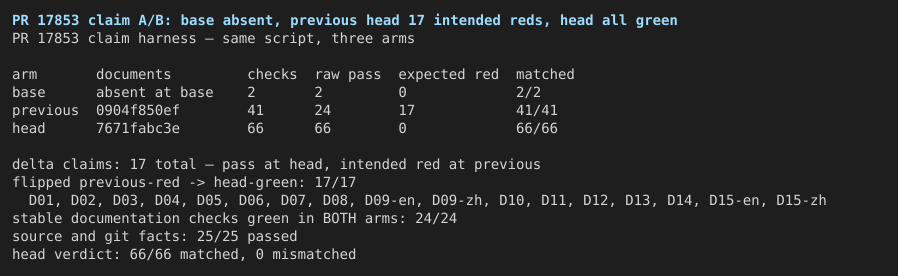 PR 17853 claim A/B: base absent, previous head 17 intended reds, head all green
PR 17853 claim harness — same script, three arms
arm documents checks raw pass expected red matched
base absent at base 2 2 0 2/2
previous 0904f850ef 41 24 17 41/41
head 7671fabc3e 66 66 0 66/66
delta claims: 17 total — pass at head, intended red at previous
flipped previous-red -> head-green: 17/17
D01, D02, D03, D04, D05, D06, D07, D08, D09-en, D09-zh, D10, D11, D12, D13, D14, D15-en, D15-zh
stable documentation checks green in BOTH arms: 24/24
source and git facts: 25/25 passed
head verdict: 66/66 matched, 0 mismatched